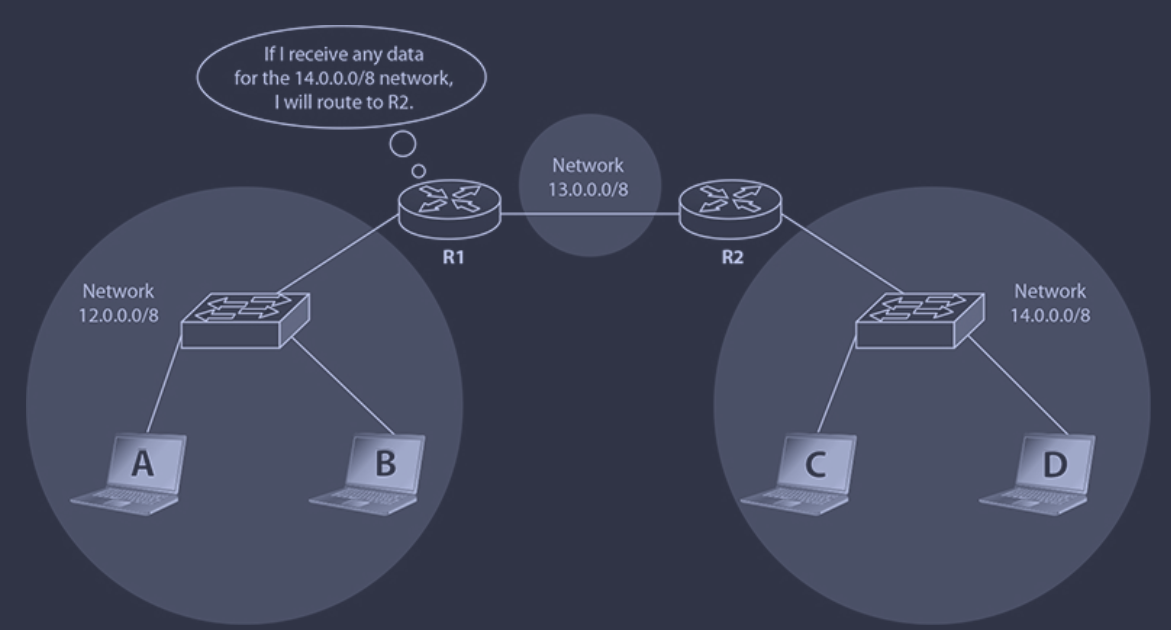 If I receive any data
for the 14.0.0.0/8 network,
I will route to R2.
Network
13.0.0.0/8
R1
R2
Network
12.0.0.0/8
Network
14.0.0.0/8
A
B
C
D